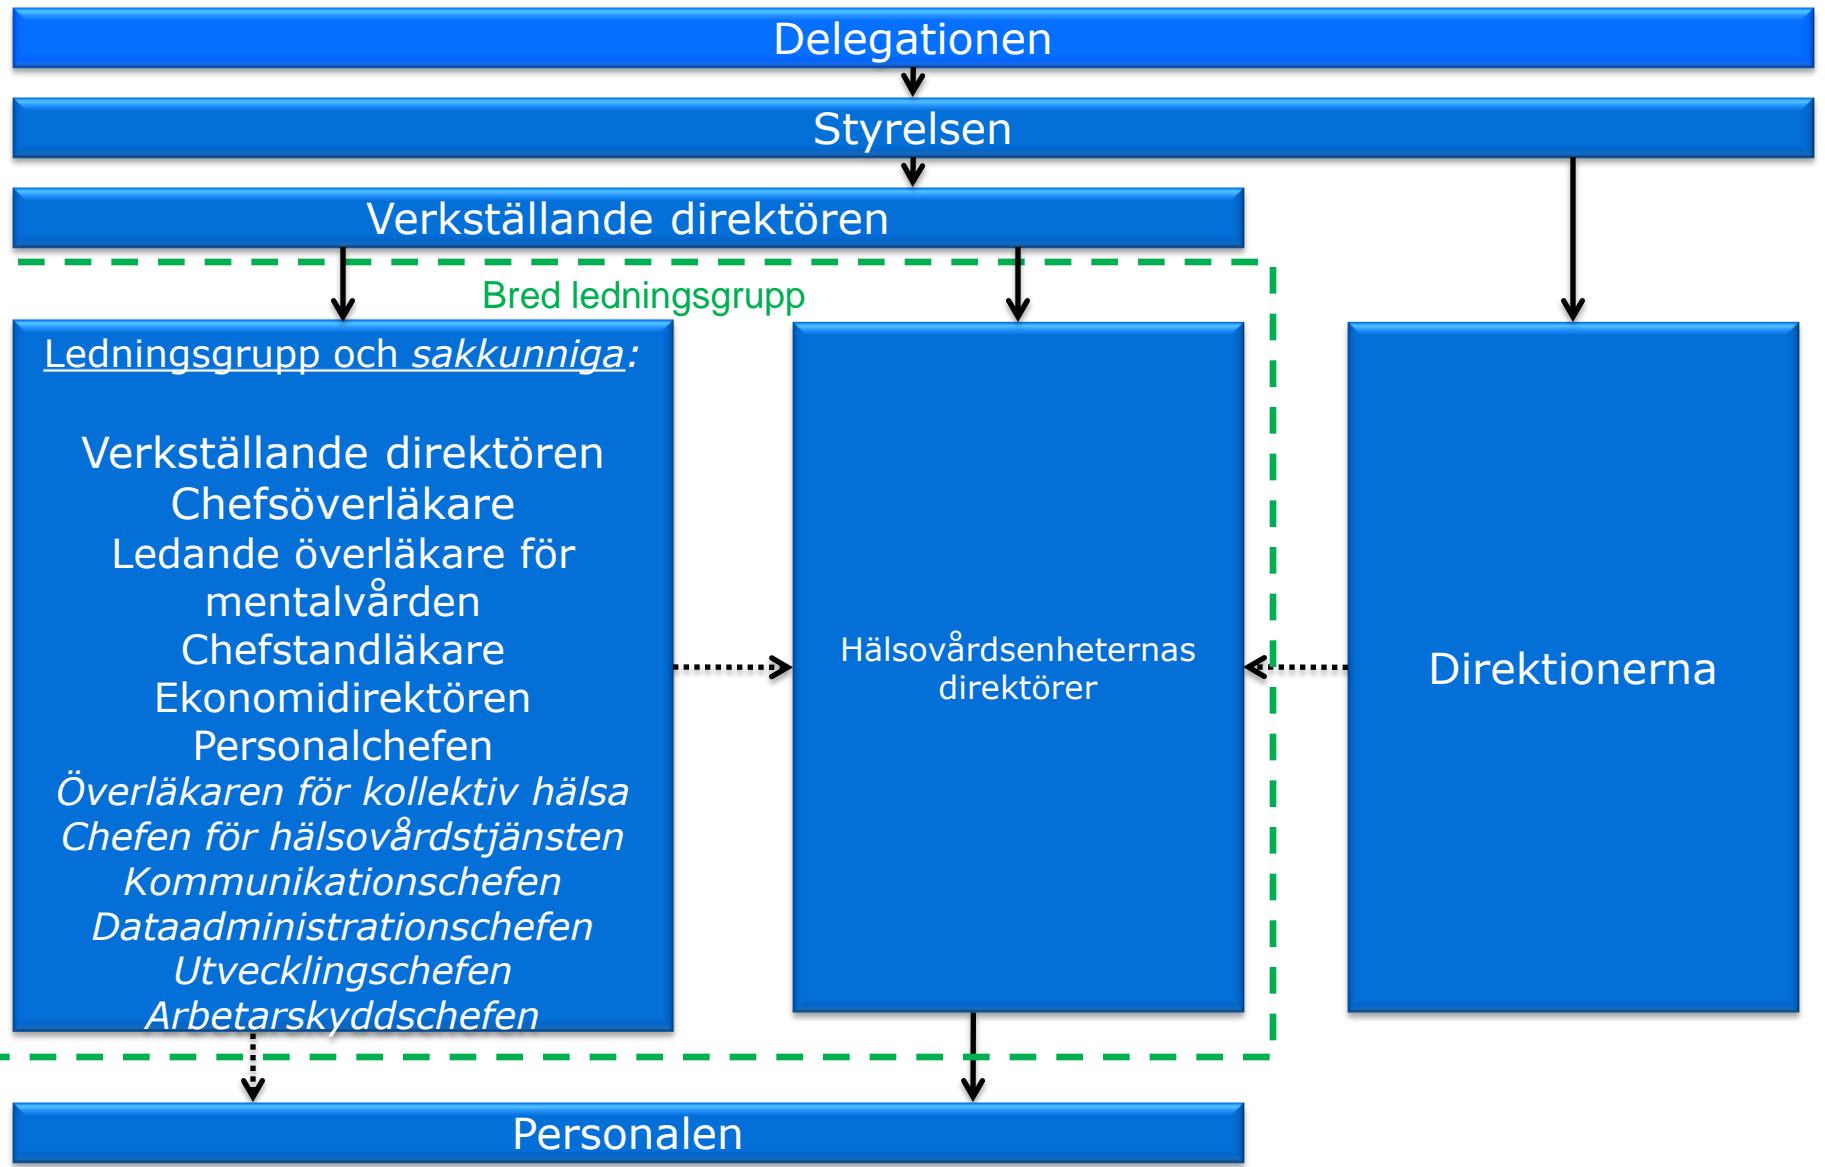 Delegationen
Styrelsen
Verkställande direktören
Bred ledningsgrupp
Ledningsgrupp och sakkunniga:
Verkställande direktören
Chefsöverläkare
Ledande överläkare för
mentalvården
Chefstandläkare
Ekonomidirektören
Personalchefen
Överläkaren för kollektiv hälsa
Chefen för hälsovårdstjänsten
Kommunikationschefen
Dataadministrationschefen
Utvecklingschefen
Arbetarskyddschefen
Hälsovårdsenheternas
direktörer
Direktionerna
Personalen